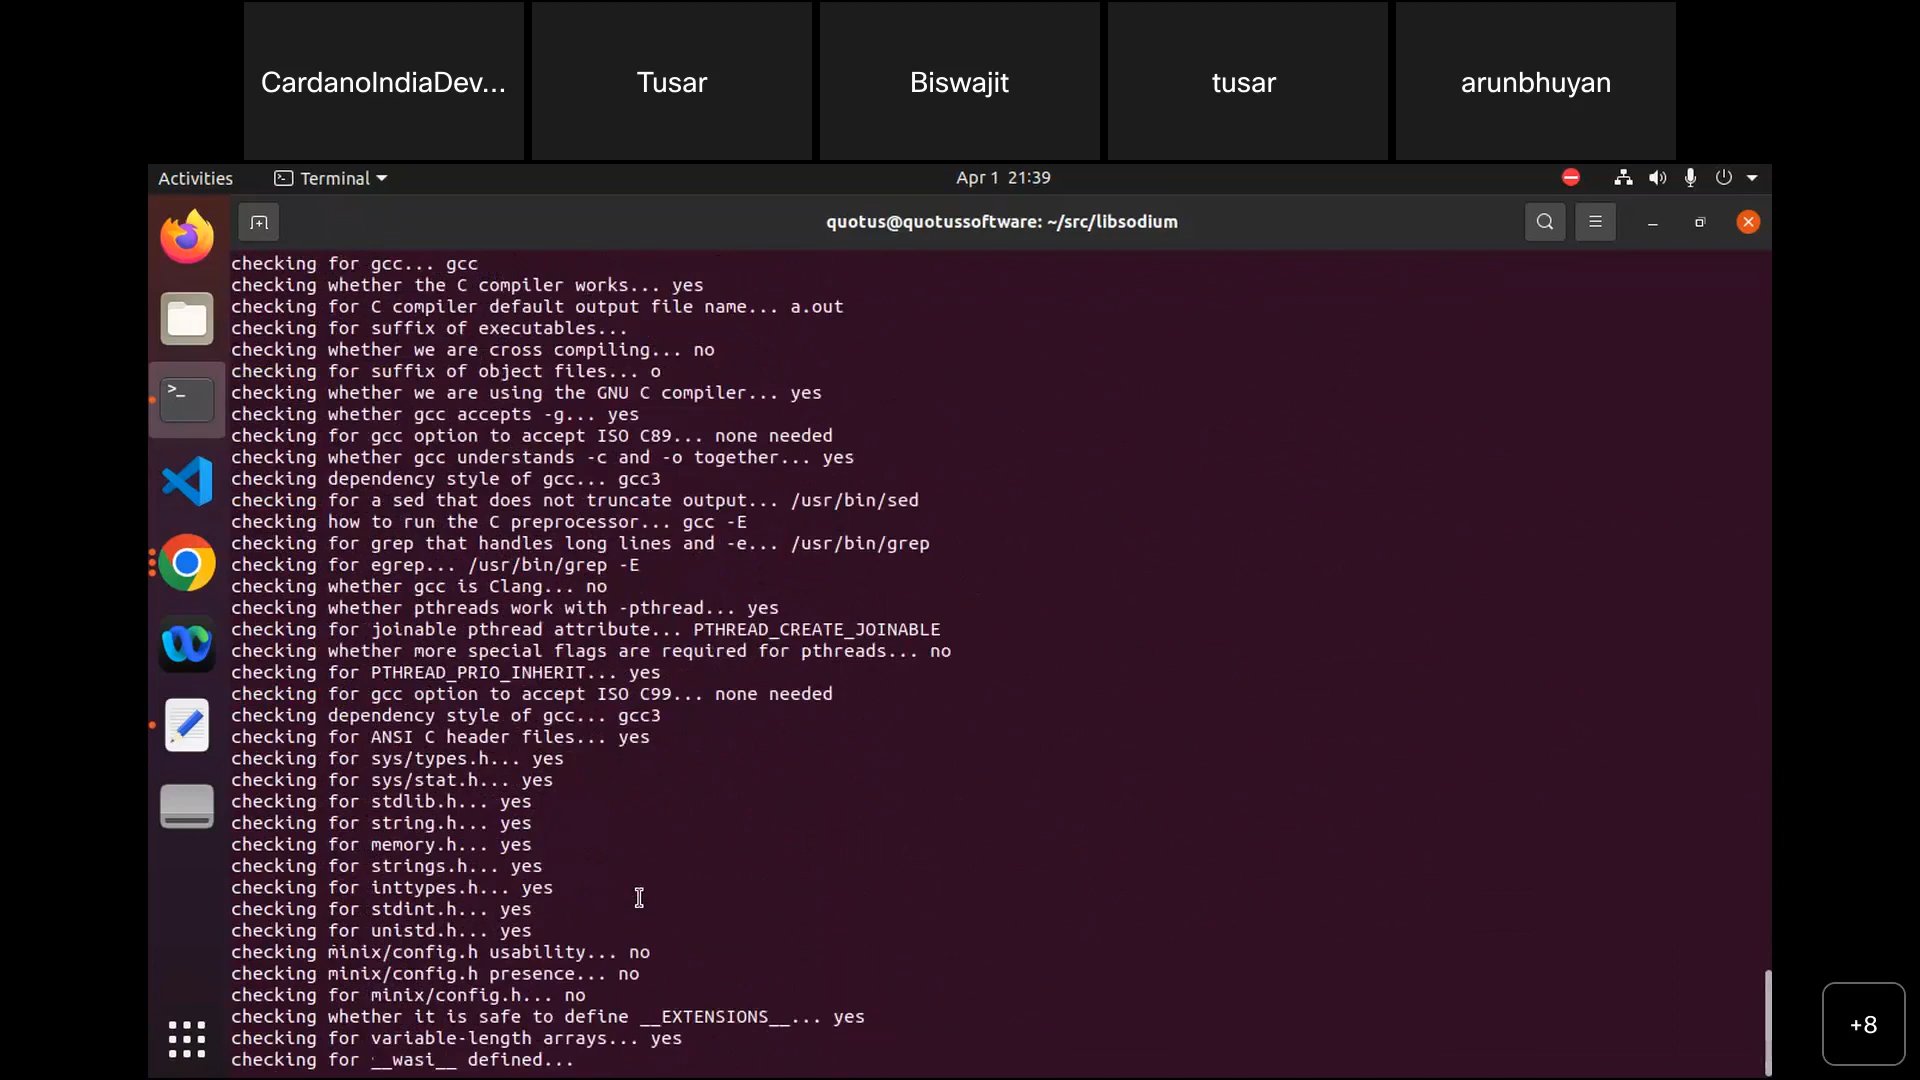 CardanoIndiaDev...
Tusar
Biswajit
tusar
arunbhuyan
Activities
Terminal
Apr 1 21:39
quotus@quotussoftware: ~/src/libsodium
checking for gcc... gcc
checking whether the C compiler works... yes
checking for C compiler default output file name... a.out
checking for suffix of executables...
checking whether we are cross compiling... no
checking for suffix of object files... o
checking whether we are using the GNU C compiler... yes
checking whether gcc accepts -g... yes
checking for gcc option to accept ISO C89... none needed
checking whether gcc understands -c and -o together... yes
checking dependency style of gcc... gcc3
checking for a sed that does not truncate output... /usr/bin/sed
checking how to run the C preprocessor... gcc -E
checking for grep that handles long lines and -e... /usr/bin/grep
checking for egrep... /usr/bin/grep -E
checking whether gcc is Clang... no
checking whether pthreads work with -pthread... yes
checking for joinable pthread attribute... PTHREAD_CREATE_JOINABLE
checking whether more special flags are required for pthreads... no
checking for PTHREAD_PRIO_INHERIT... yes
checking for gcc option to accept ISO C99... none needed
checking dependency style of gcc... gcc3
checking for ANSI C header files... yes
checking for sys/types.h... yes
checking for sys/stat.h... yes
checking for stdlib.h... yes
checking for string.h... yes
checking for memory.h... yes
checking for strings.h... yes
checking for inttypes.h... yes
checking for stdint.h... yes
checking for unistd.h... yes
checking minix/config.h usability... no
checking minix/config.h presence... no
checking for minix/config.h... no
checking whether it is safe to define __EXTENSIONS__... yes
checking for variable-length arrays... yes
checking for __wasi__ defined...
+8